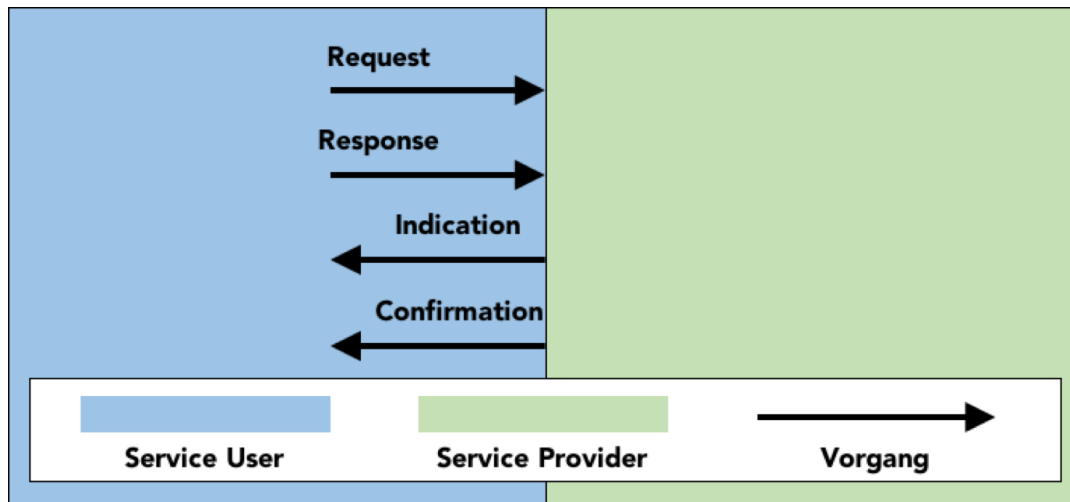 Request
Response
Indication
Confirmation
Service User
Service Provider
Vorgang